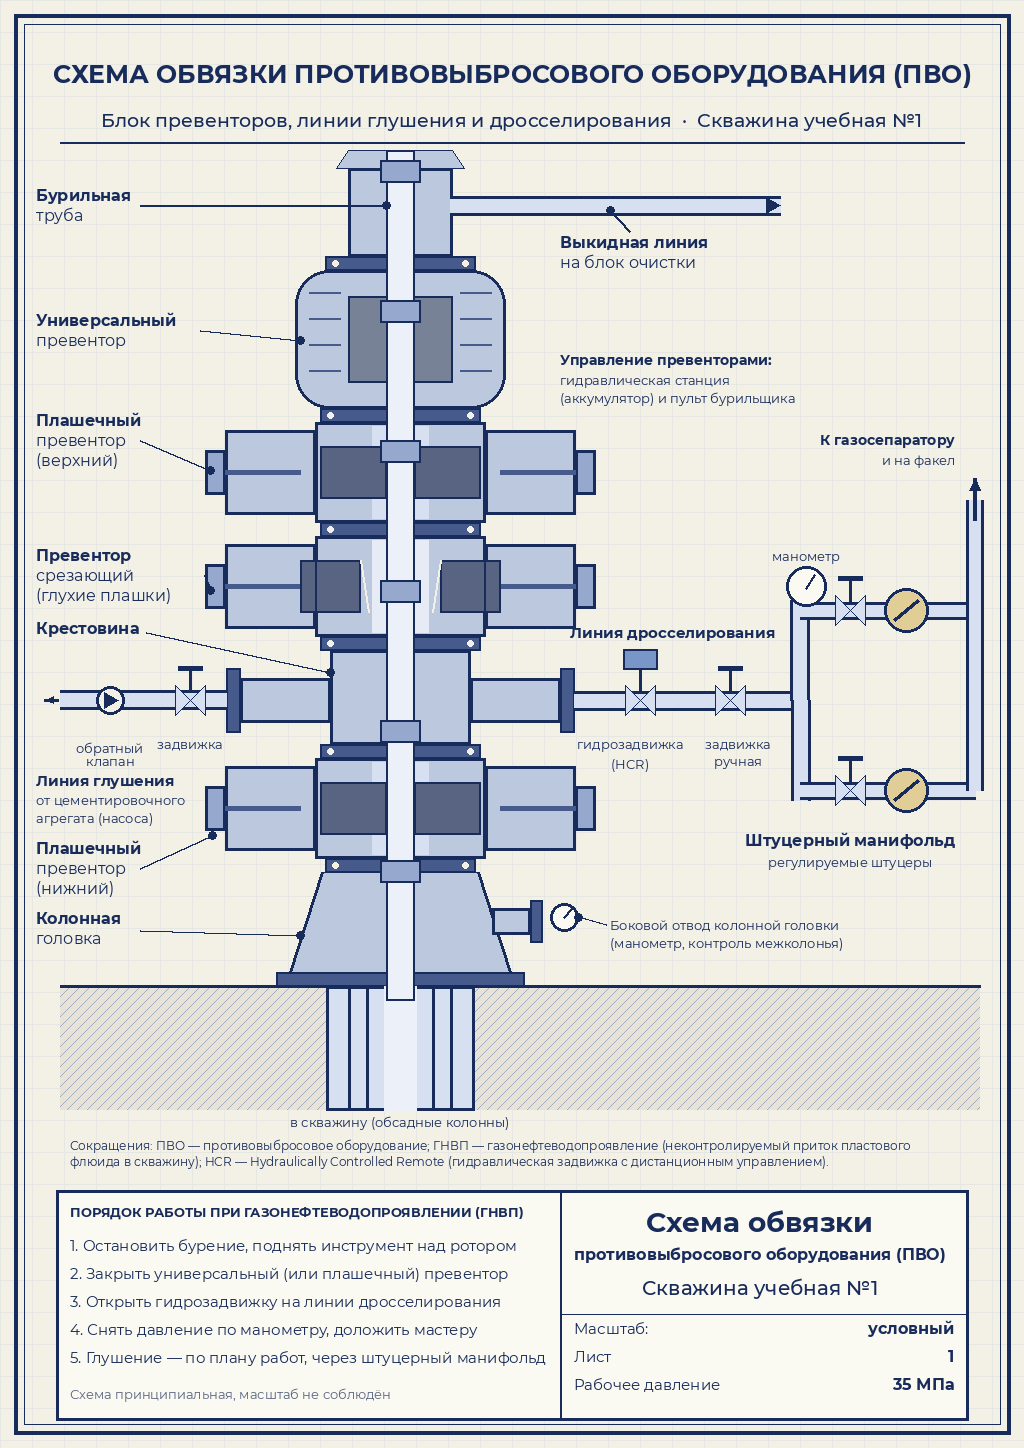 СХЕМА ОБВЯЗКИ ПРОТИВОВЫБРОСОВОГО ОБОРУДОВАНИЯ (ПВО)
Блок превенторов, линии глушения и дросселирования · Скважина учебная №1
Бурильная
труба
Выкидная линия
на блок очистки
Универсальный
превентор
Управление превенторами:
гидравлическая станция
(аккумулятор) и пульт бурильщика
Плашечный
превентор
(верхний)
К газосепаратору
и на факел
Превентор
срезающий
(глухие плашки)
манометр
Крестовина
Линия дросселирования
обратный
клапан
задвижка
гидрозадвижка
(HCR)
задвижка
ручная
Линия глушения
от цементировочного
агрегата (насоса)
Плашечный
превентор
(нижний)
Штуцерный манифольд
регулируемые штуцеры
Колонная
головка
Боковой отвод колонной головки
(манометр, контроль межколонья)
в скважину (обсадные колонны)
Сокращения: ПВО — противовыбросовое оборудование; ГНВП — газонефтеводопроявление (неконтролируемый приток пластового
флюида в скважину); HCR — Hydraulically Controlled Remote (гидравлическая задвижка с дистанционным управлением).
ПОРЯДОК РАБОТЫ ПРИ ГАЗОНЕФТЕВОДОПРОЯВЛЕНИИ (ГНВП)
1. Остановить бурение, поднять инструмент над ротором
2. Закрыть универсальный (или плашечный) превентор
3. Открыть гидрозадвижку на линии дросселирования
4. Снять давление по манометру, доложить мастеру
5. Глушение — по плану работ, через штуцерный манифольд
Схема принципиальная, масштаб не соблюдён
Схема обвязки
противовыбросового оборудования (ПВО)
Скважина учебная №1
Масштаб: условный
Лист 1
Рабочее давление 35 МПа